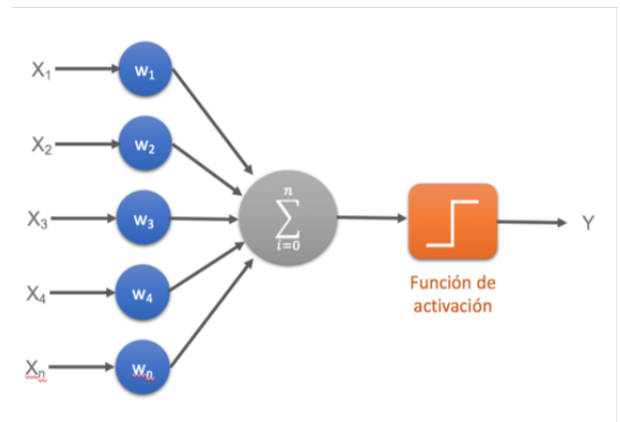 X₁ w₁
X₂ w₂
X₃ w₃
X₄ w₄
Xₙ wₙ
n
∑
i=0
Y
Función de
activación